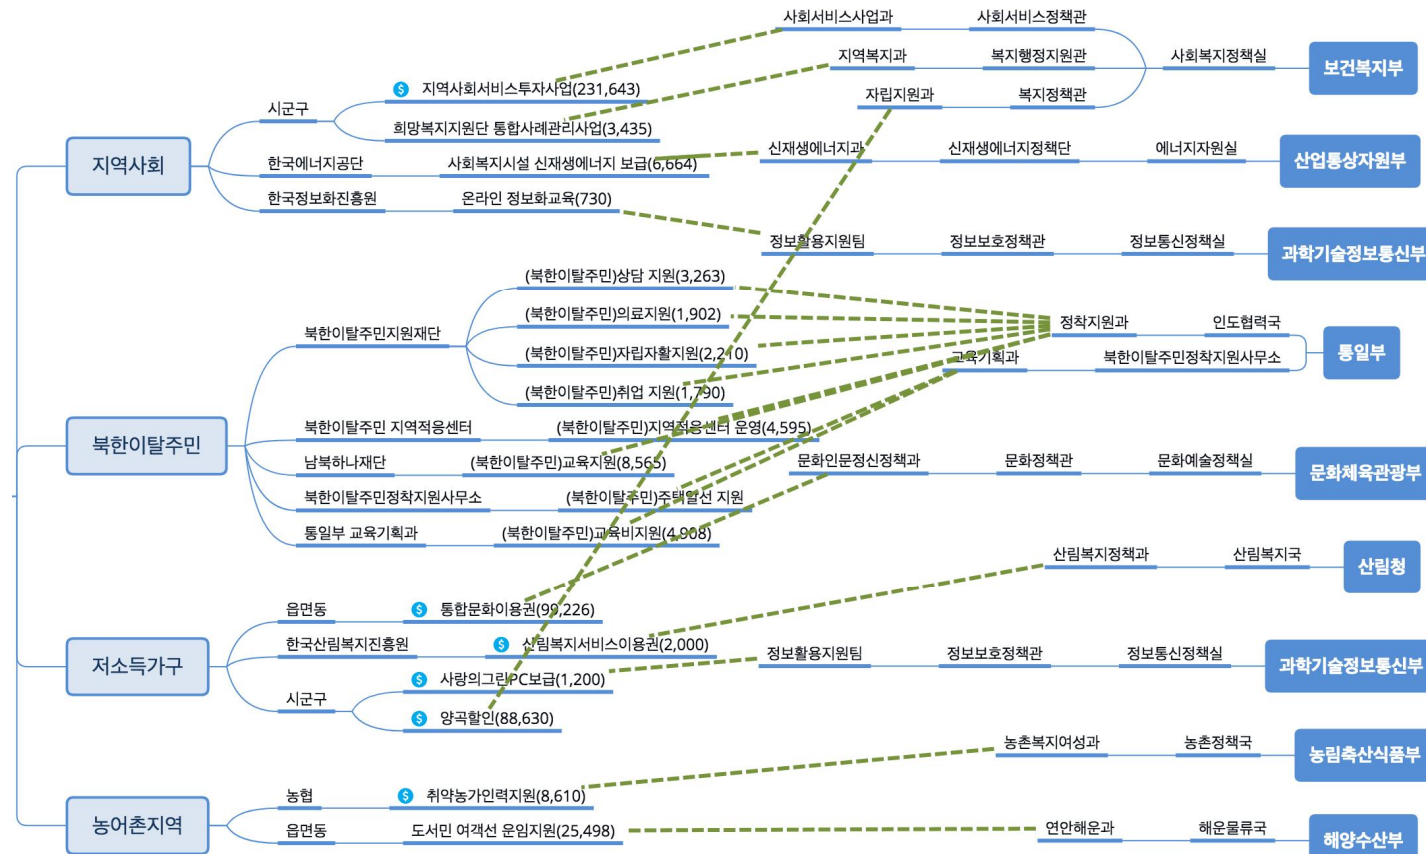 사회서비스사업과 사회서비스정책관
지역복지과 복지행정지원관 사회복지정책실 보건복지부
지역사회서비스투자사업(231,643) 자립지원과 복지정책관
시군구
희망복지지원단 통합사례관리사업(3,435)
지역사회 한국에너지공단 사회복지시설 신재생에너지 보급(6,664) 신재생에너지과 신재생에너지정책단 에너지자원실 산업통상자원부
한국정보화진흥원 온라인 정보화교육(730)
정보활용지원팀 정보보호정책관 정보통신정책실 과학기술정보통신부
(북한이탈주민)상담 지원(3,263)
(북한이탈주민)의료지원(1,902) 정착지원과 인도협력국
북한이탈주민지원재단 통일부
(북한이탈주민)자립자활지원(2,210) 교육기획과 북한이탈주민정착지원사무소
(북한이탈주민)취업 지원(1,790)
북한이탈주민 북한이탈주민 지역적응센터 (북한이탈주민)지역적응센터 운영(4,595)
남북하나재단 (북한이탈주민)교육지원(8,565) 문화인문정신정책과 문화정책관 문화예술정책실 문화체육관광부
북한이탈주민정착지원사무소 (북한이탈주민)주택알선 지원
통일부 교육기획과 (북한이탈주민)교육비지원(4,908)
산림복지정책과 산림복지국 산림청
읍면동 통합문화이용권(99,226)
한국산림복지진흥원 산림복지서비스이용권(2,000)
저소득가구 정보활용지원팀 정보보호정책관 정보통신정책실 과학기술정보통신부
사랑의그린PC보급(1,200)
시군구
양곡할인(88,630)
농촌복지여성과 농촌정책국 농림축산식품부
농협 취약농가인력지원(8,610)
농어촌지역
읍면동 도서민 여객선 운임지원(25,498) 연안해운과 해운물류국 해양수산부